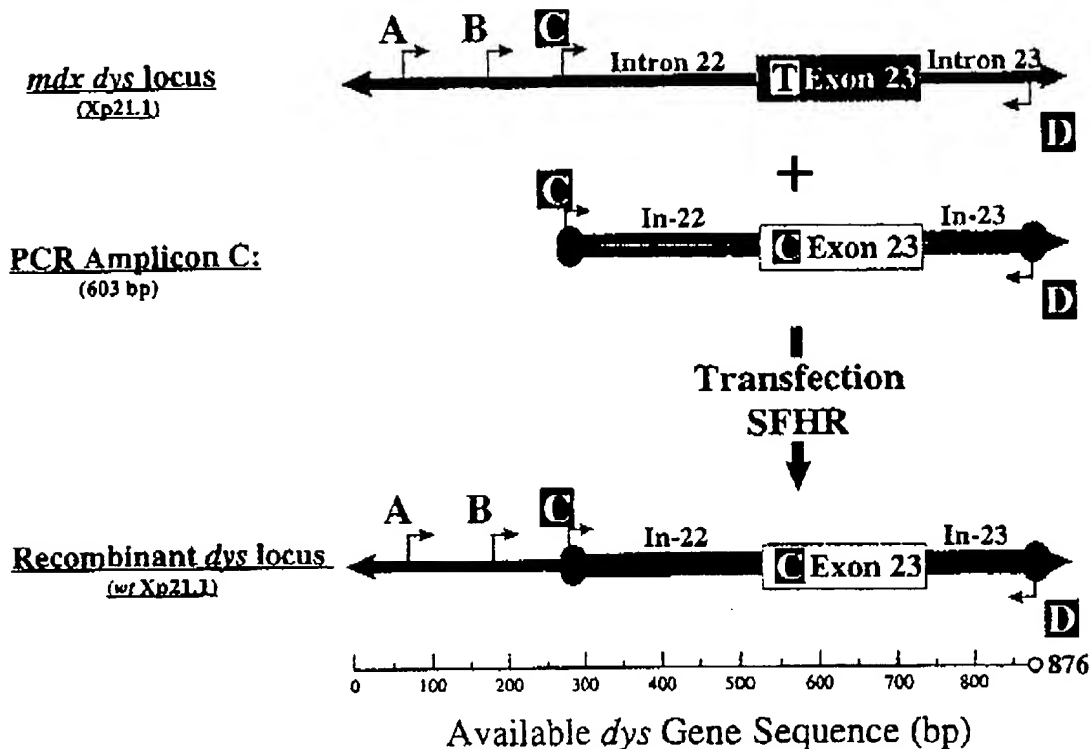 A B C
Intron 22
T Exon 23
Intron 23
mdx dys locus
(Xp21.1)
D
+
C
In-22
C Exon 23
In-23
PCR Amplicon C:
(603 bp)
D
Transfection
SFHR
A B C
In-22
C Exon 23
In-23
Recombinant dys locus
(wt Xp21.1)
D
0 100 200 300 400 500 600 700 800 876
Available dys Gene Sequence (bp)